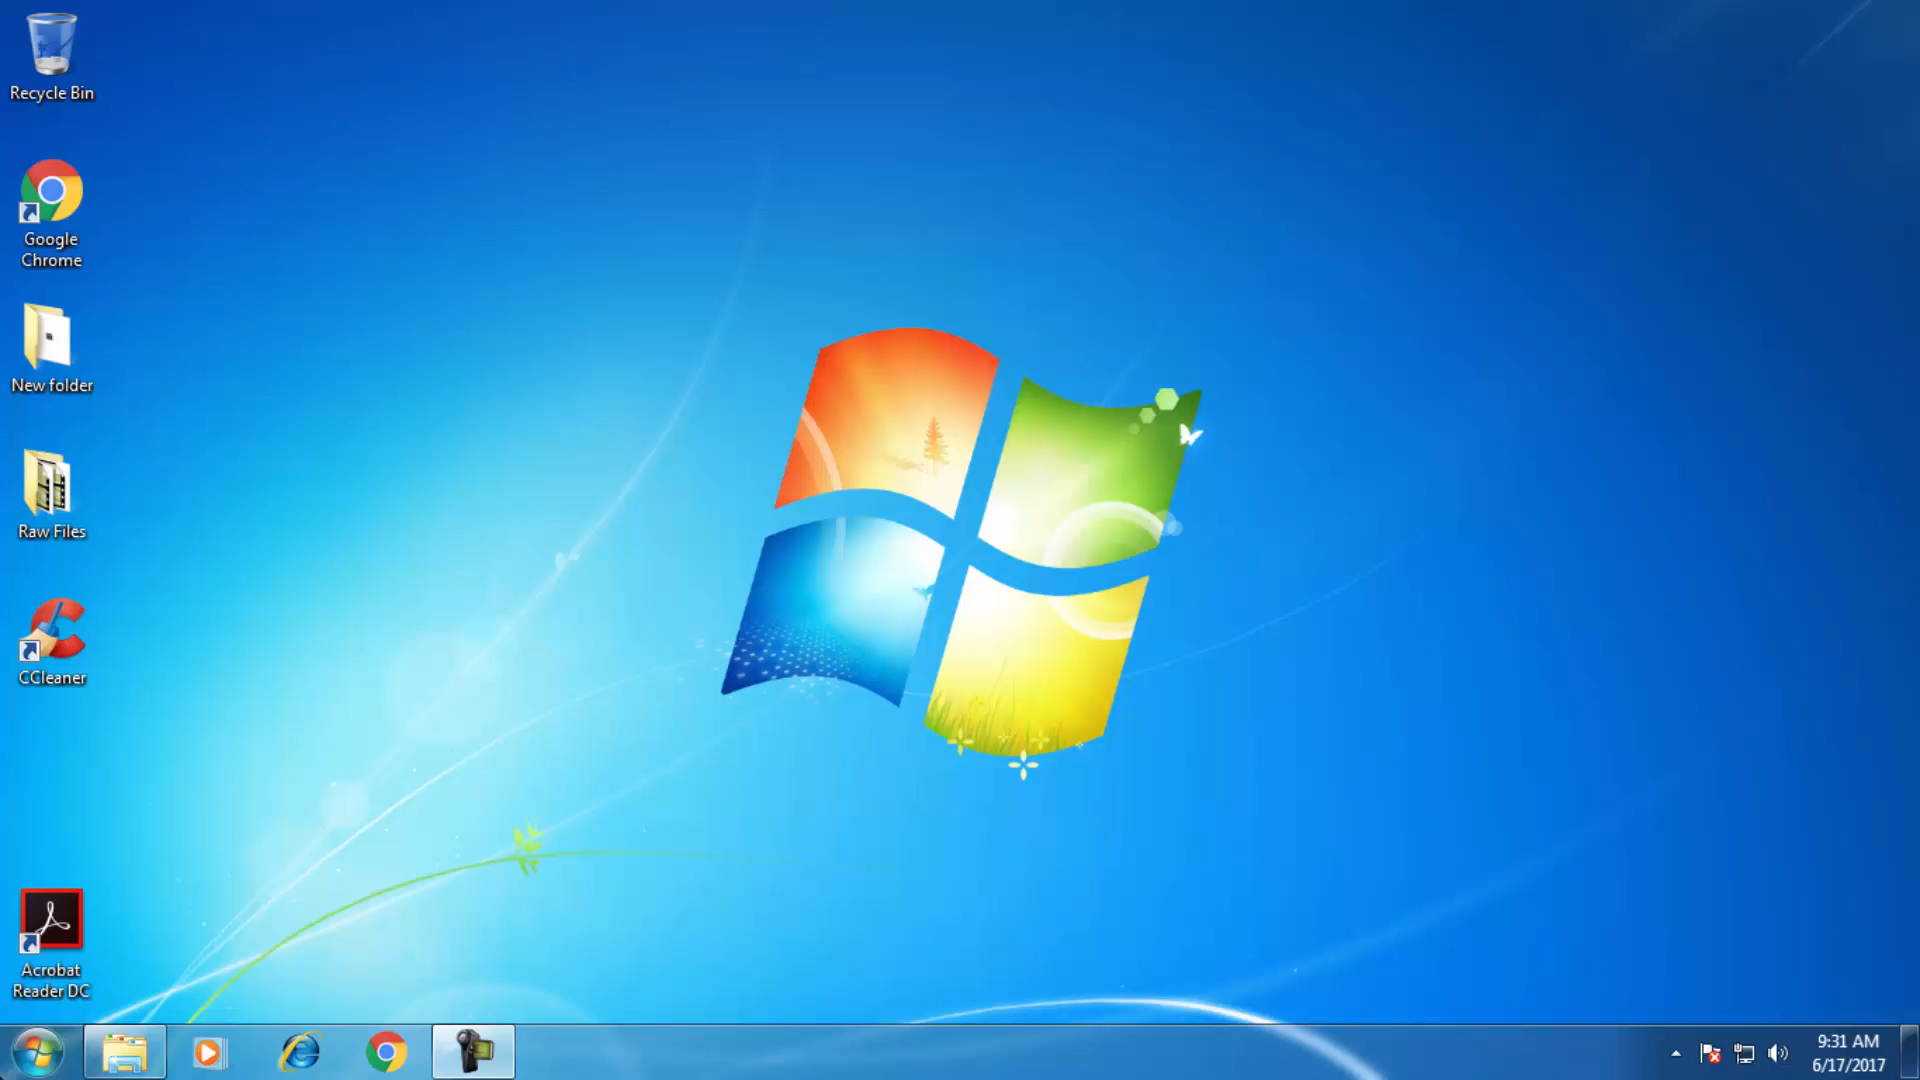 Recycle Bin
Google
Chrome
New folder
Raw Files
CCleaner
Acrobat
Reader DC
9:31 AM
6/17/2017